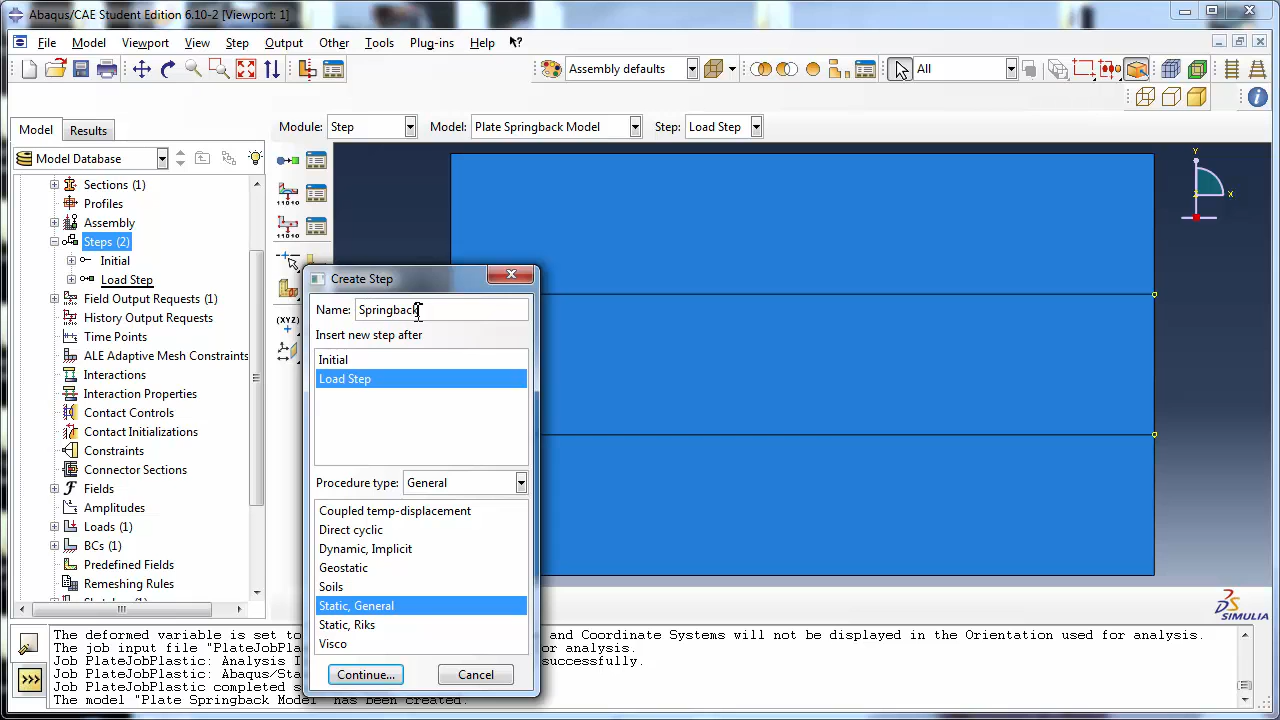 Abaqus/CAE Student Edition 6.10-2 [Viewport: 1]
File Model Viewport View Step Output Other Tools Plug-ins Help
Assembly defaults All
Model Results Module: Step Model: Plate Springback Model Step: Load Step
Model Database
Sections (1)
Profiles
Assembly
Steps (2)
Initial
Load Step
Field Output Requests (1)
History Output Requests
Time Points
ALE Adaptive Mesh Constraints
Interactions
Interaction Properties
Contact Controls
Contact Initializations
Constraints
Connector Sections
Fields
Amplitudes
Loads (1)
BCs (1)
Predefined Fields
Remeshing Rules
(XYZ)
Create Step
Name: Springback
Insert new step after
Initial
Load Step
Procedure type: General
Coupled temp-displacement
Direct cyclic
Dynamic, Implicit
Geostatic
Soils
Static, General
Static, Riks
Visco
Continue... Cancel
Y
Z X
SIMULIA
The deformed variable is set to and Coordinate Systems will not be displayed in the Orientation used for analysis.
The job input file "PlateJobPlast or analysis.
Job PlateJobPlastic: Analysis I successfully.
Job PlateJobPlastic: Abaqus/Sta
Job PlateJobPlastic completed s
The model "Plate Springback Model" has been created.